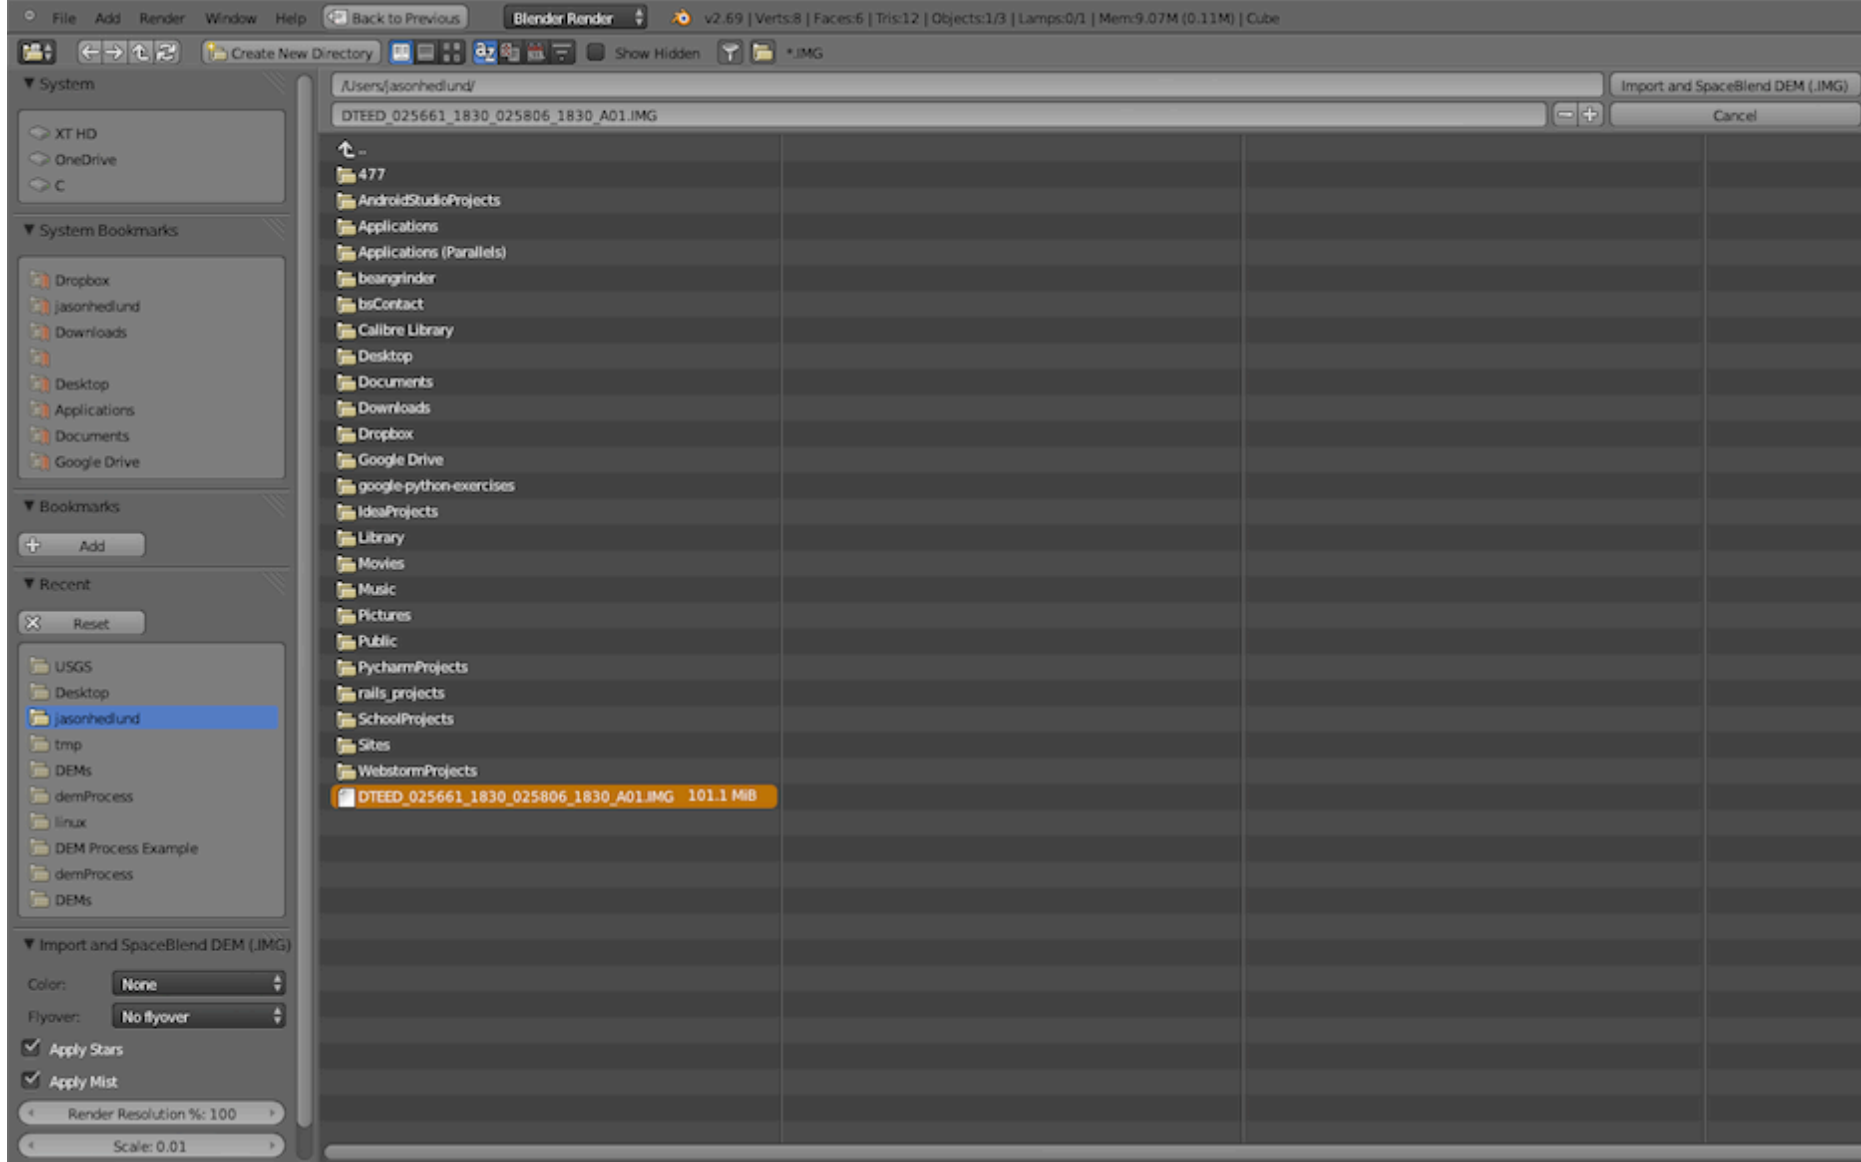 File Add Render Window Help Back to Previous Blender Render v2.69 | Verts:8 | Faces:6 | Tris:12 | Objects:1/3 | Lamps:0/1 | Mem:9.07M (0.11M) | Cube
Create New Directory Show Hidden *.IMG
System
XT HD
OneDrive
C
System Bookmarks
Dropbox
jasonhedlund
Downloads
Desktop
Applications
Documents
Google Drive
Bookmarks
Add
Recent
Reset
USGS
Desktop
jasonhedlund
tmp
DEMs
demProcess
linux
DEM Process Example
demProcess
DEMs
Import and SpaceBlend DEM (.IMG)
Color: None
Flyover: No flyover
Apply Stars
Apply Mist
Render Resolution %: 100
Scale: 0.01
/Users/jasonhedlund/ Import and SpaceBlend DEM (.IMG)
DTEED_025661_1830_025806_1830_A01.IMG Cancel
..
477
AndroidStudioProjects
Applications
Applications (Parallels)
beangrinder
bsContact
Calibre Library
Desktop
Documents
Downloads
Dropbox
Google Drive
google-python-exercises
IdeaProjects
Library
Movies
Music
Pictures
Public
PycharmProjects
rails_projects
SchoolProjects
Sites
WebstormProjects
DTEED_025661_1830_025806_1830_A01.IMG 101.1 MiB